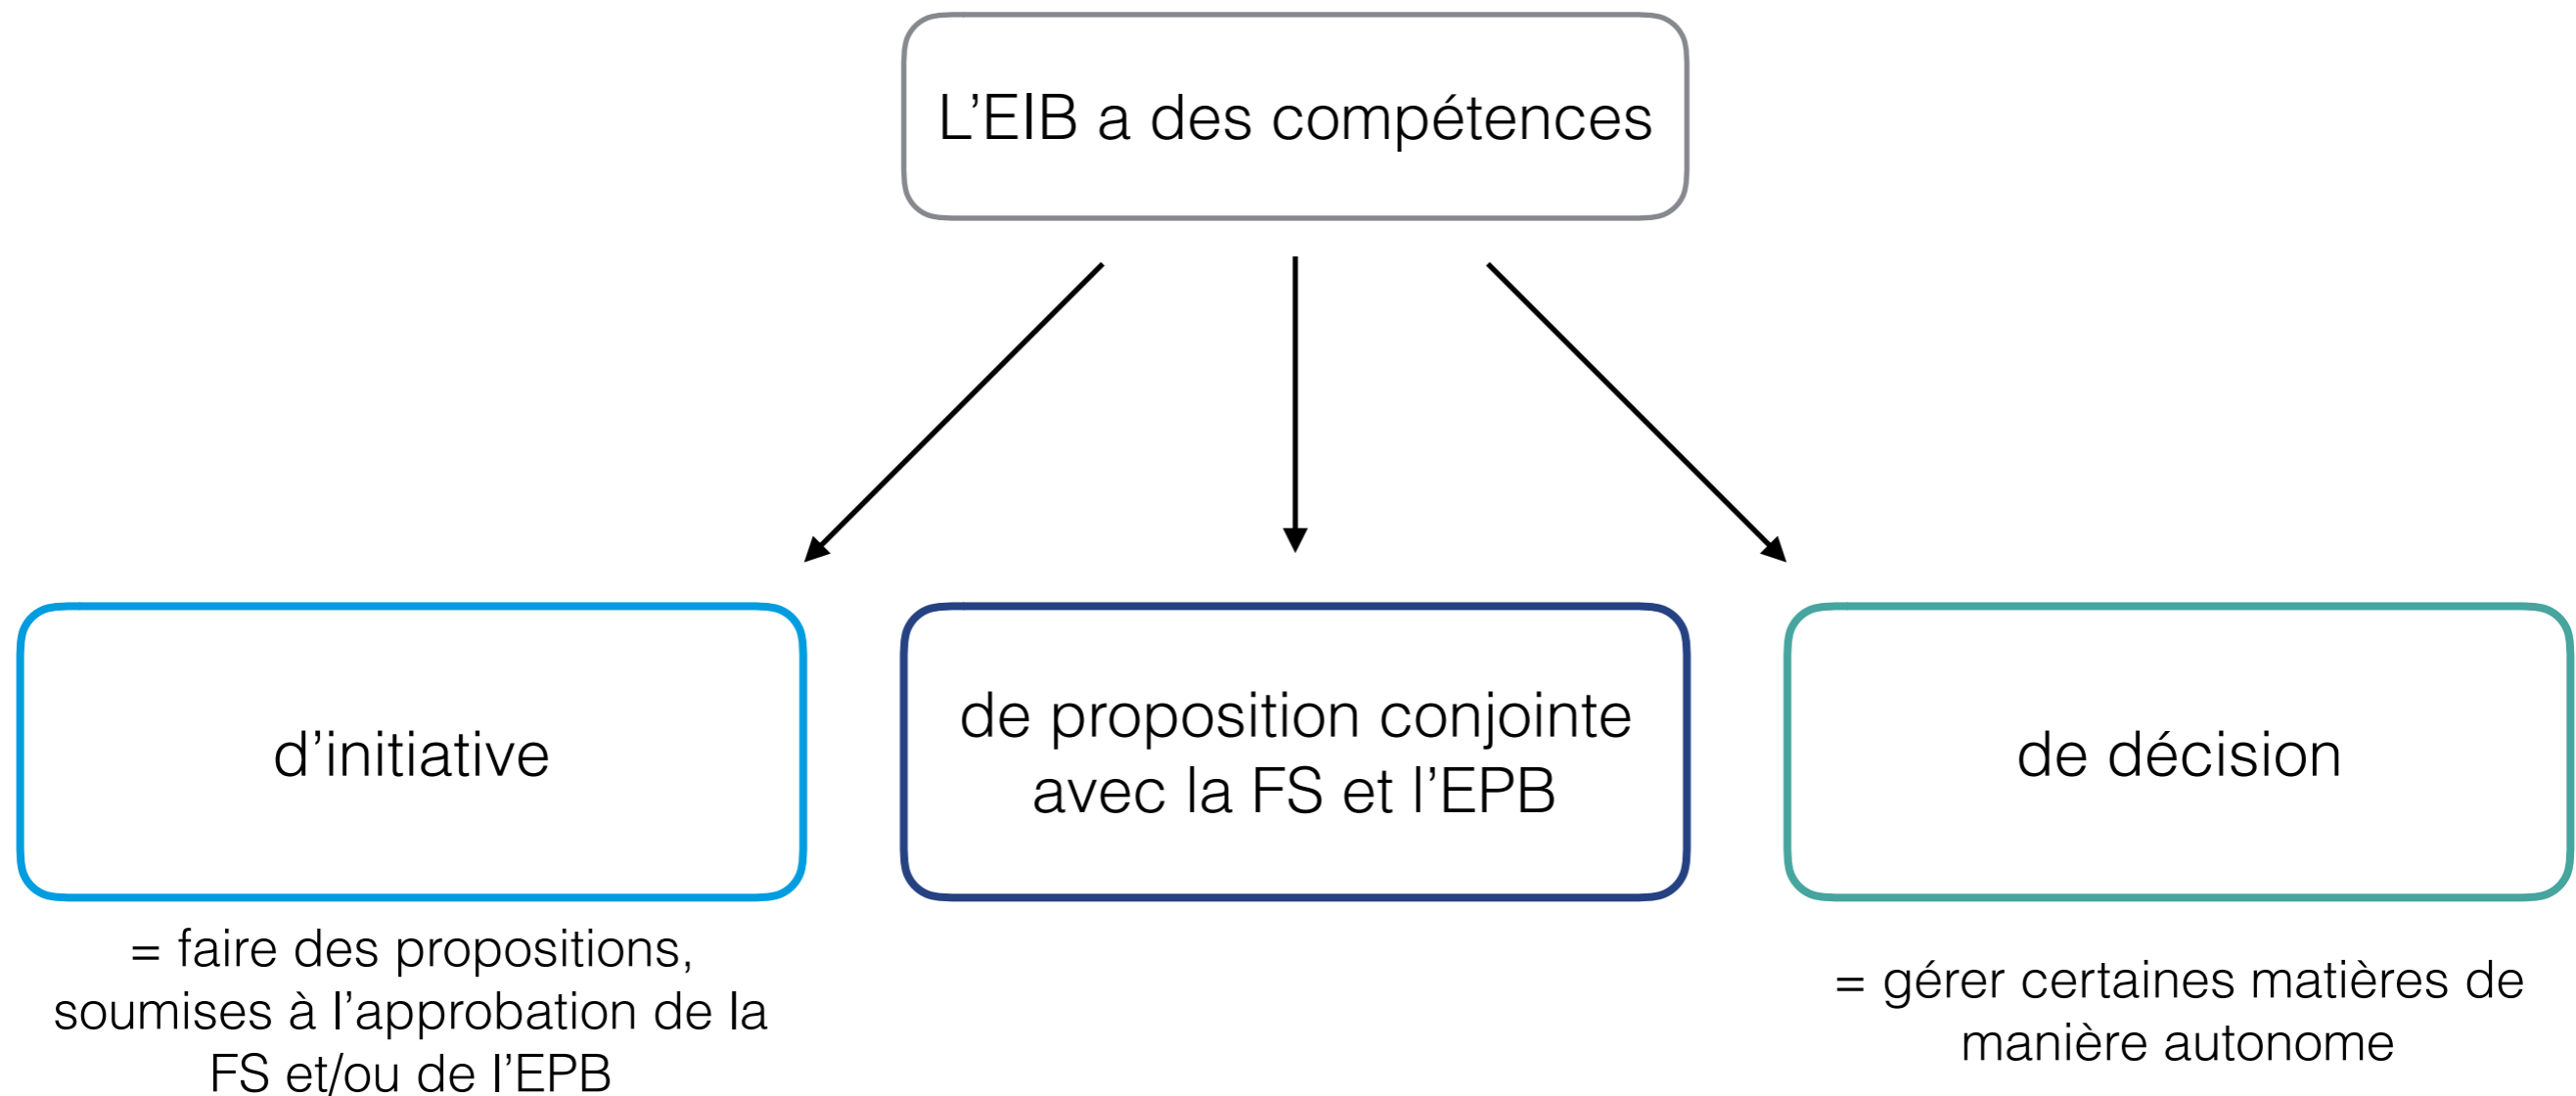 L’EIB a des compétences
d’initiative
de proposition conjointe
avec la FS et l’EPB
de décision
= faire des propositions,
soumises à l’approbation de la
FS et/ou de l’EPB
= gérer certaines matières de
manière autonome